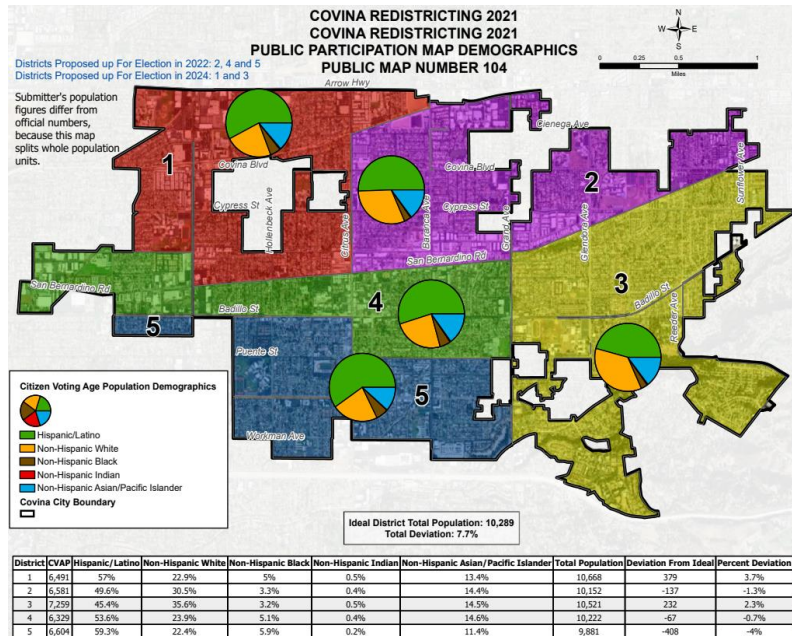 COVINA REDISTRICTING 2021
COVINA REDISTRICTING 2021
PUBLIC PARTICIPATION MAP DEMOGRAPHICS
PUBLIC MAP NUMBER 104
Districts Proposed up For Election in 2022: 2, 4 and 5
Districts Proposed up For Election in 2024: 1 and 3
Submitter's population
figures differ from
official numbers,
because this map
splits whole population
units.
N
W E
S
0 0.25 0.5 1
Miles
Arrow Hwy
Cienega Ave
1
Covina Blvd
Covina Blvd
2
Sunflower Ave
Cypress St
Cypress St
Hollenbeck Ave
Citrus Ave
Barranca Ave
Grand Ave
Glendora Ave
San Bernardino Rd
San Bernardino Rd
3
Badillo St
Badillo St
4
Reeder Ave
5
Puente St
5
Workman Ave
Citizen Voting Age Population Demographics
Hispanic/Latino
Non-Hispanic White
Non-Hispanic Black
Non-Hispanic Indian
Non-Hispanic Asian/Pacific Islander
Covina City Boundary
Ideal District Total Population: 10,289
Total Deviation: 7.7%
District CVAP Hispanic/Latino Non-Hispanic White Non-Hispanic Black Non-Hispanic Indian Non-Hispanic Asian/Pacific Islander Total Population Deviation From Ideal Percent Deviation
1 6,491 57% 22.9% 5% 0.5% 13.4% 10,668 379 3.7%
2 6,581 49.6% 30.5% 3.3% 0.4% 14.4% 10,152 -137 -1.3%
3 7,259 45.4% 35.6% 3.2% 0.5% 14.5% 10,521 232 2.3%
4 6,329 53.6% 23.9% 5.1% 0.4% 14.6% 10,222 -67 -0.7%
5 6,604 59.3% 22.4% 5.9% 0.2% 11.4% 9,881 -408 -4%